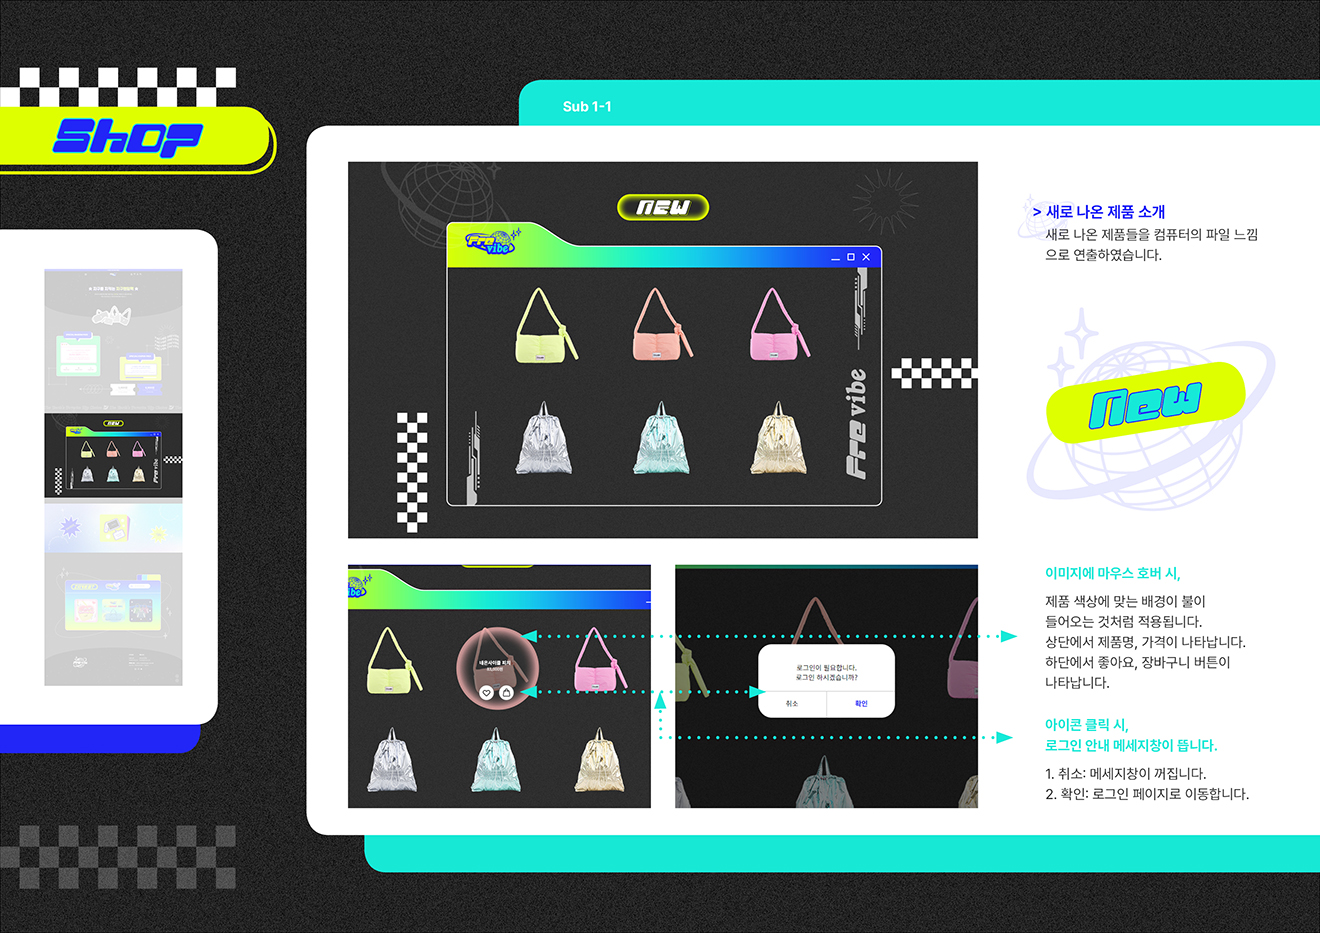 Shop
Sub 1-1
new
Fre vibe
Fre vibe
> 새로 나온 제품 소개
새로 나온 제품들을 컴퓨터의 파일 느낌
으로 연출하였습니다.
new
이미지에 마우스 호버 시,
제품 색상에 맞는 배경이 불이
들어오는 것처럼 적용됩니다.
상단에서 제품명, 가격이 나타납니다.
하단에서 좋아요, 장바구니 버튼이
나타납니다.
로그인이 필요합니다.
로그인 하시겠습니까?
취소
확인
아이콘 클릭 시,
로그인 안내 메세지창이 뜹니다.
1. 취소: 메세지창이 꺼집니다.
2. 확인: 로그인 페이지로 이동합니다.